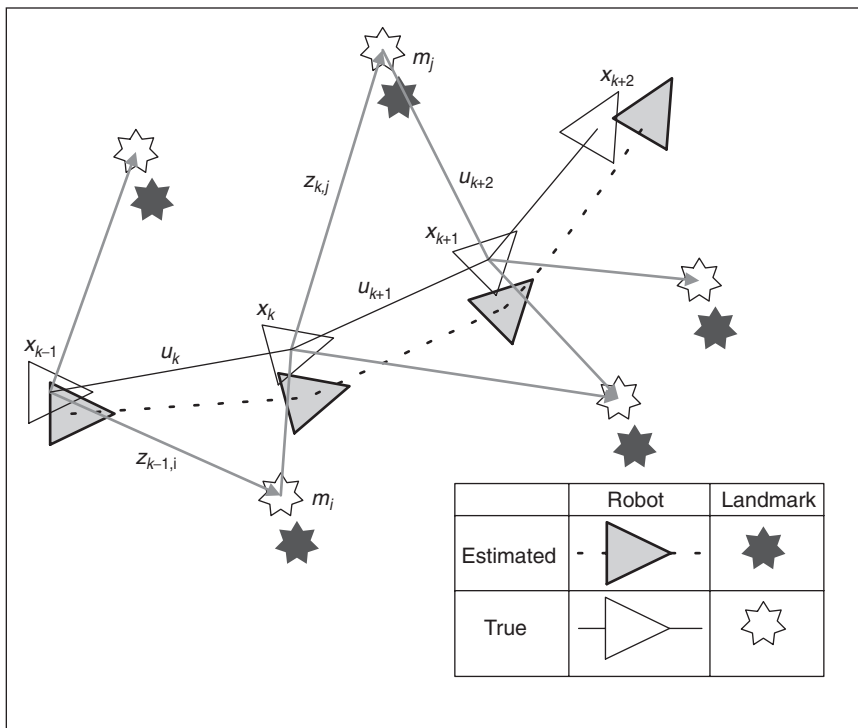 m_j
x_{k+2}
z_{k,j}
u_{k+2}
x_{k+1}
u_{k+1}
x_k
x_{k–1}
u_k
z_{k–1,i}
m_i
Robot Landmark
Estimated
True